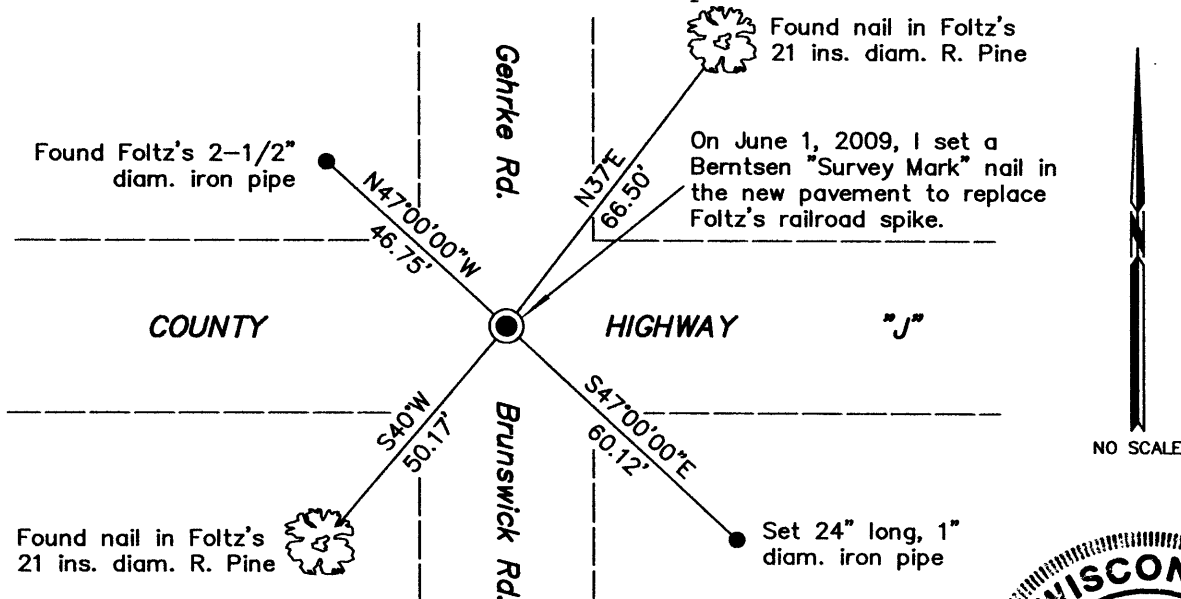 Found nail in Foltz's
21 ins. diam. R. Pine
Gehrke Rd.
Found Foltz's 2-1/2"
diam. iron pipe
N47°00'00"W
46.75'
N37°E
66.50'
On June 1, 2009, I set a
Berntsen "Survey Mark" nail in
the new pavement to replace
Foltz's railroad spike.
N
COUNTY HIGHWAY "J"
S40°W
50.17'
Brunswick Rd.
S47°00'00"E
60.12'
NO SCALE
Found nail in Foltz's
21 ins. diam. R. Pine
Set 24" long, 1"
diam. iron pipe
WISCON